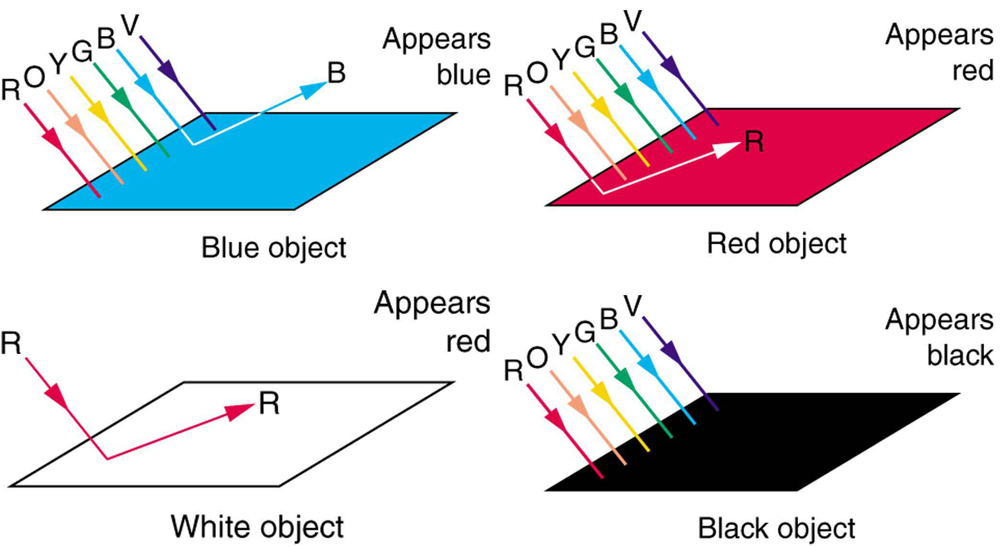 R O Y G B V
B
Appears
blue
Blue object
R O Y G B V
R
Appears
red
Red object
R
R
Appears
red
White object
R O Y G B V
Appears
black
Black object